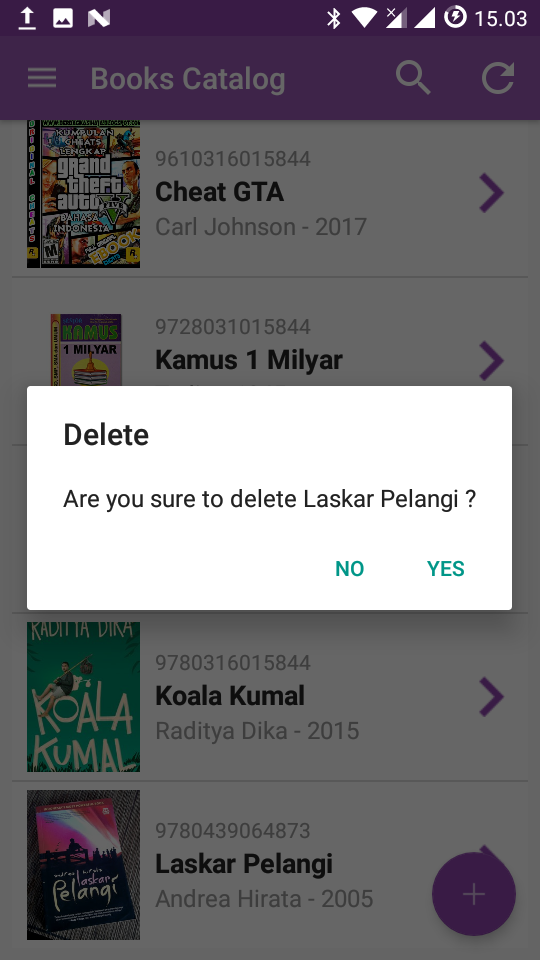 15.03
Books Catalog
KUMPULAN
CHEATS
LENGKAP
grand
theft
auto V
FIVE
BAHASA
INDONESIA
EBOOK
9610316015844
Cheat GTA
Carl Johnson - 2017
KAMUS
1 MILYAR
9728031015844
Kamus 1 Milyar
Delete
Are you sure to delete Laskar Pelangi ?
NO
YES
RADITYA DIKA
KOALA
KUMAL
9780316015844
Koala Kumal
Raditya Dika - 2015
andrea hirata
laskar
pelangi
9780439064873
Laskar Pelangi
Andrea Hirata - 2005